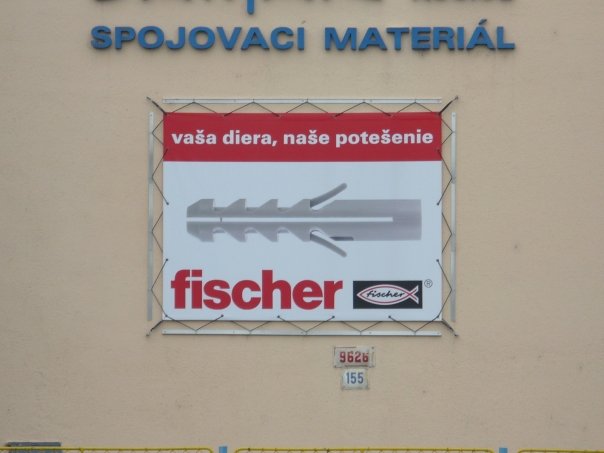 SPOJOVACÍ MATERIÁL
vaša diera, naše potešenie
fischer
fischer ®
9626
155